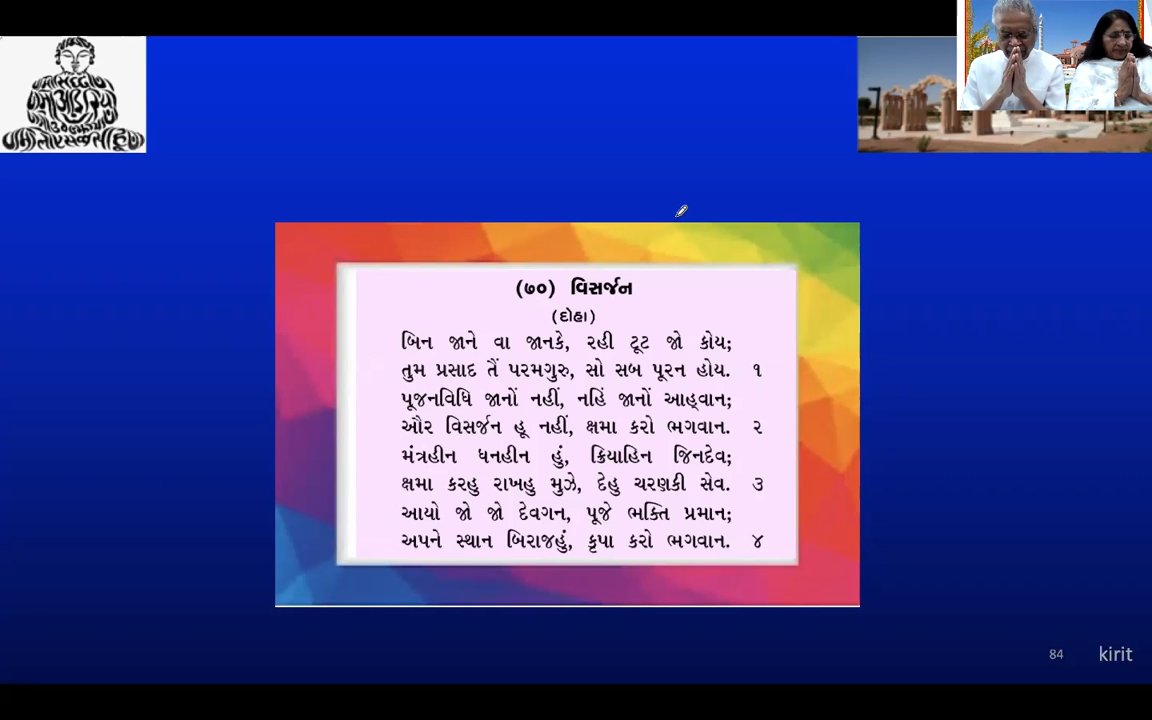 (૭૦) વિસર્જન
(દોહા)
બિન જાને વા જાનકે, રહી ટૂટ જો કોય;
તુમ પ્રસાદ તૈં પરમગુરુ, સો સબ પૂરન હોય. ૧
પૂજનવિધિ જાનોં નહીં, નહિં જાનોં આહ્વાન;
ઔર વિસર્જન હૂ નહીં, ક્ષમા કરો ભગવાન. ૨
મંત્રહીન ધનહીન હું, ક્રિયાહિન જિનદેવ;
ક્ષમા કરહુ રાખહુ મુઝે, દેહુ ચરણકી સેવ. ૩
આયો જો જો દેવગન, પૂજે ભક્તિ પ્રમાન;
અપને સ્થાન બિરાજહું, કૃપા કરો ભગવાન. ૪
84 kirit